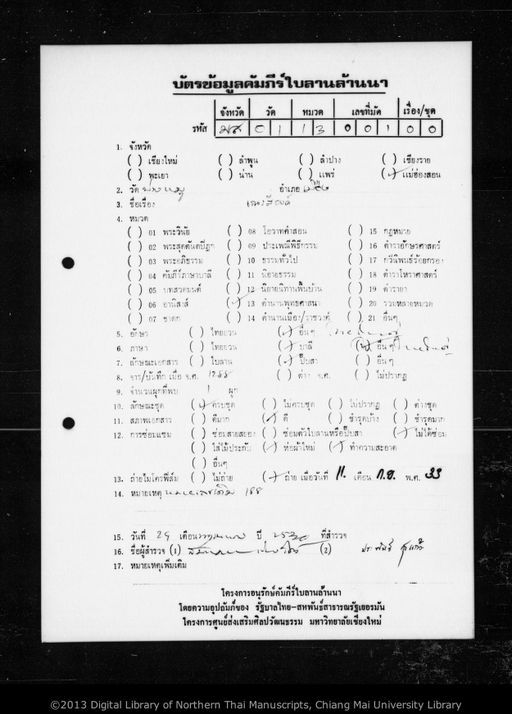 บัตรข้อมูลคัมภีร์ใบลานล้านนา
จังหวัด วัด หมวด เลขที่มัด เรื่อง/ชุด
รหัส มส 01 13 001 00
1. จังหวัด
( ) เชียงใหม่ ( ) ลำพูน ( ) ลำปาง ( ) เชียงราย
( ) พะเยา ( ) น่าน ( ) แพร่ (✓) แม่ฮ่องสอน
2. วัด อำเภอ
3. ชื่อเรื่อง
4. หมวด
( ) 01 พระวินัย ( ) 08 โอวาทคำสอน ( ) 15 กฎหมาย
( ) 02 พระสุตตันตปิฎก ( ) 09 ประเพณีพิธีกรรม ( ) 16 ตำราอักษรศาสตร์
( ) 03 พระอภิธรรม ( ) 10 ธรรมทั่วไป ( ) 17 กวีนิพนธ์ร้อยกรอง
( ) 04 คัมภีร์ภาษาบาลี ( ) 11 นิยายธรรม ( ) 18 ตำราโหราศาสตร์
( ) 05 บทสวดมนต์ ( ) 12 นิยายนิทานพื้นบ้าน ( ) 19 ตำรายา
( ) 06 อานิสงส์ (✓) 13 ตำนานพุทธศาสนา ( ) 20 รวมหลายหมวด
( ) 07 ชาดก ( ) 14 ตำนานเมือง/ราชวงศ์ ( ) 21 อื่นๆ
5. อักษร ( ) ไทยยวน (✓) อื่นๆ
6. ภาษา ( ) ไทยยวน (✓) บาลี (✓) อื่นๆ
7. ลักษณะเอกสาร ( ) ใบลาน (✓) ปั๊บสา ( ) อื่นๆ
8. จาร/บันทึก เมื่อ จ.ศ. 1288 ( ) ต่าง จ.ศ. ( ) ไม่ปรากฏ
9. จำนวนผูกที่พบ 1 ผูก
10. ลักษณะชุด (✓) ครบชุด ( ) ไม่ครบชุด ( ) ไม่ปรากฏ ( ) ต่างชุด
11. สภาพเอกสาร ( ) ดีมาก (✓) ดี ( ) ชำรุดบ้าง ( ) ชำรุดมาก
12. การซ่อมแซม ( ) ซ่อมสายสยอง ( ) ซ่อมตัวใบลานหรือปั๊บสา (✓) ไม่ได้ซ่อม
( ) ใส่ไม้ประกับ (✓) ห่อผ้าใหม่ (✓) ทำความสะอาด
( ) อื่นๆ
13. ถ่ายไมโครฟิล์ม ( ) ไม่ถ่าย (✓) ถ่าย เมื่อวันที่ 11. เดือน ก.ย. พ.ศ. 33
14. หมายเหตุ 188
15. วันที่ 29 เดือน ปี ที่สำรวจ
16. ชื่อผู้สำรวจ (1) (2)
17. หมายเหตุเพิ่มเติม
โครงการอนุรักษ์คัมภีร์ใบลานล้านนา
โดยความอุปถัมภ์ของ รัฐบาลไทย-สหพันธ์สาธารณรัฐเยอรมัน
โครงการศูนย์ส่งเสริมศิลปวัฒนธรรม มหาวิทยาลัยเชียงใหม่
©2013 Digital Library of Northern Thai Manuscripts, Chiang Mai University Library